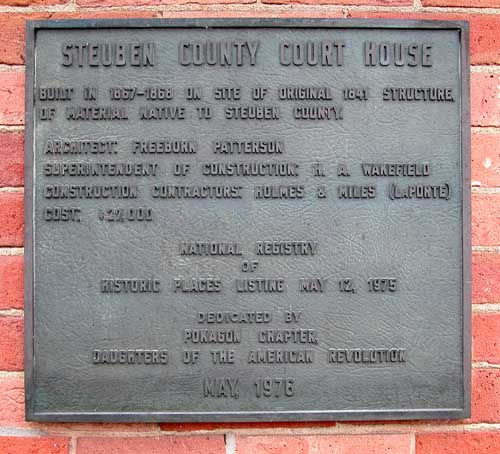 STEUBEN COUNTY COURT HOUSE
BUILT IN 1867-1868 ON SITE OF ORIGINAL 1841 STRUCTURE,
OF MATERIAL NATIVE TO STEUBEN COUNTY.
ARCHITECT: FREEBORN PATTERSON
SUPERINTENDENT OF CONSTRUCTION: H. A. WAKEFIELD
CONSTRUCTION CONTRACTORS: HOLMES & MILES (LAPORTE)
COST: $27,000
NATIONAL REGISTRY
OF
HISTORIC PLACES LISTING MAY 12, 1975
DEDICATED BY
POKAGON CHAPTER,
DAUGHTERS OF THE AMERICAN REVOLUTION
MAY, 1976